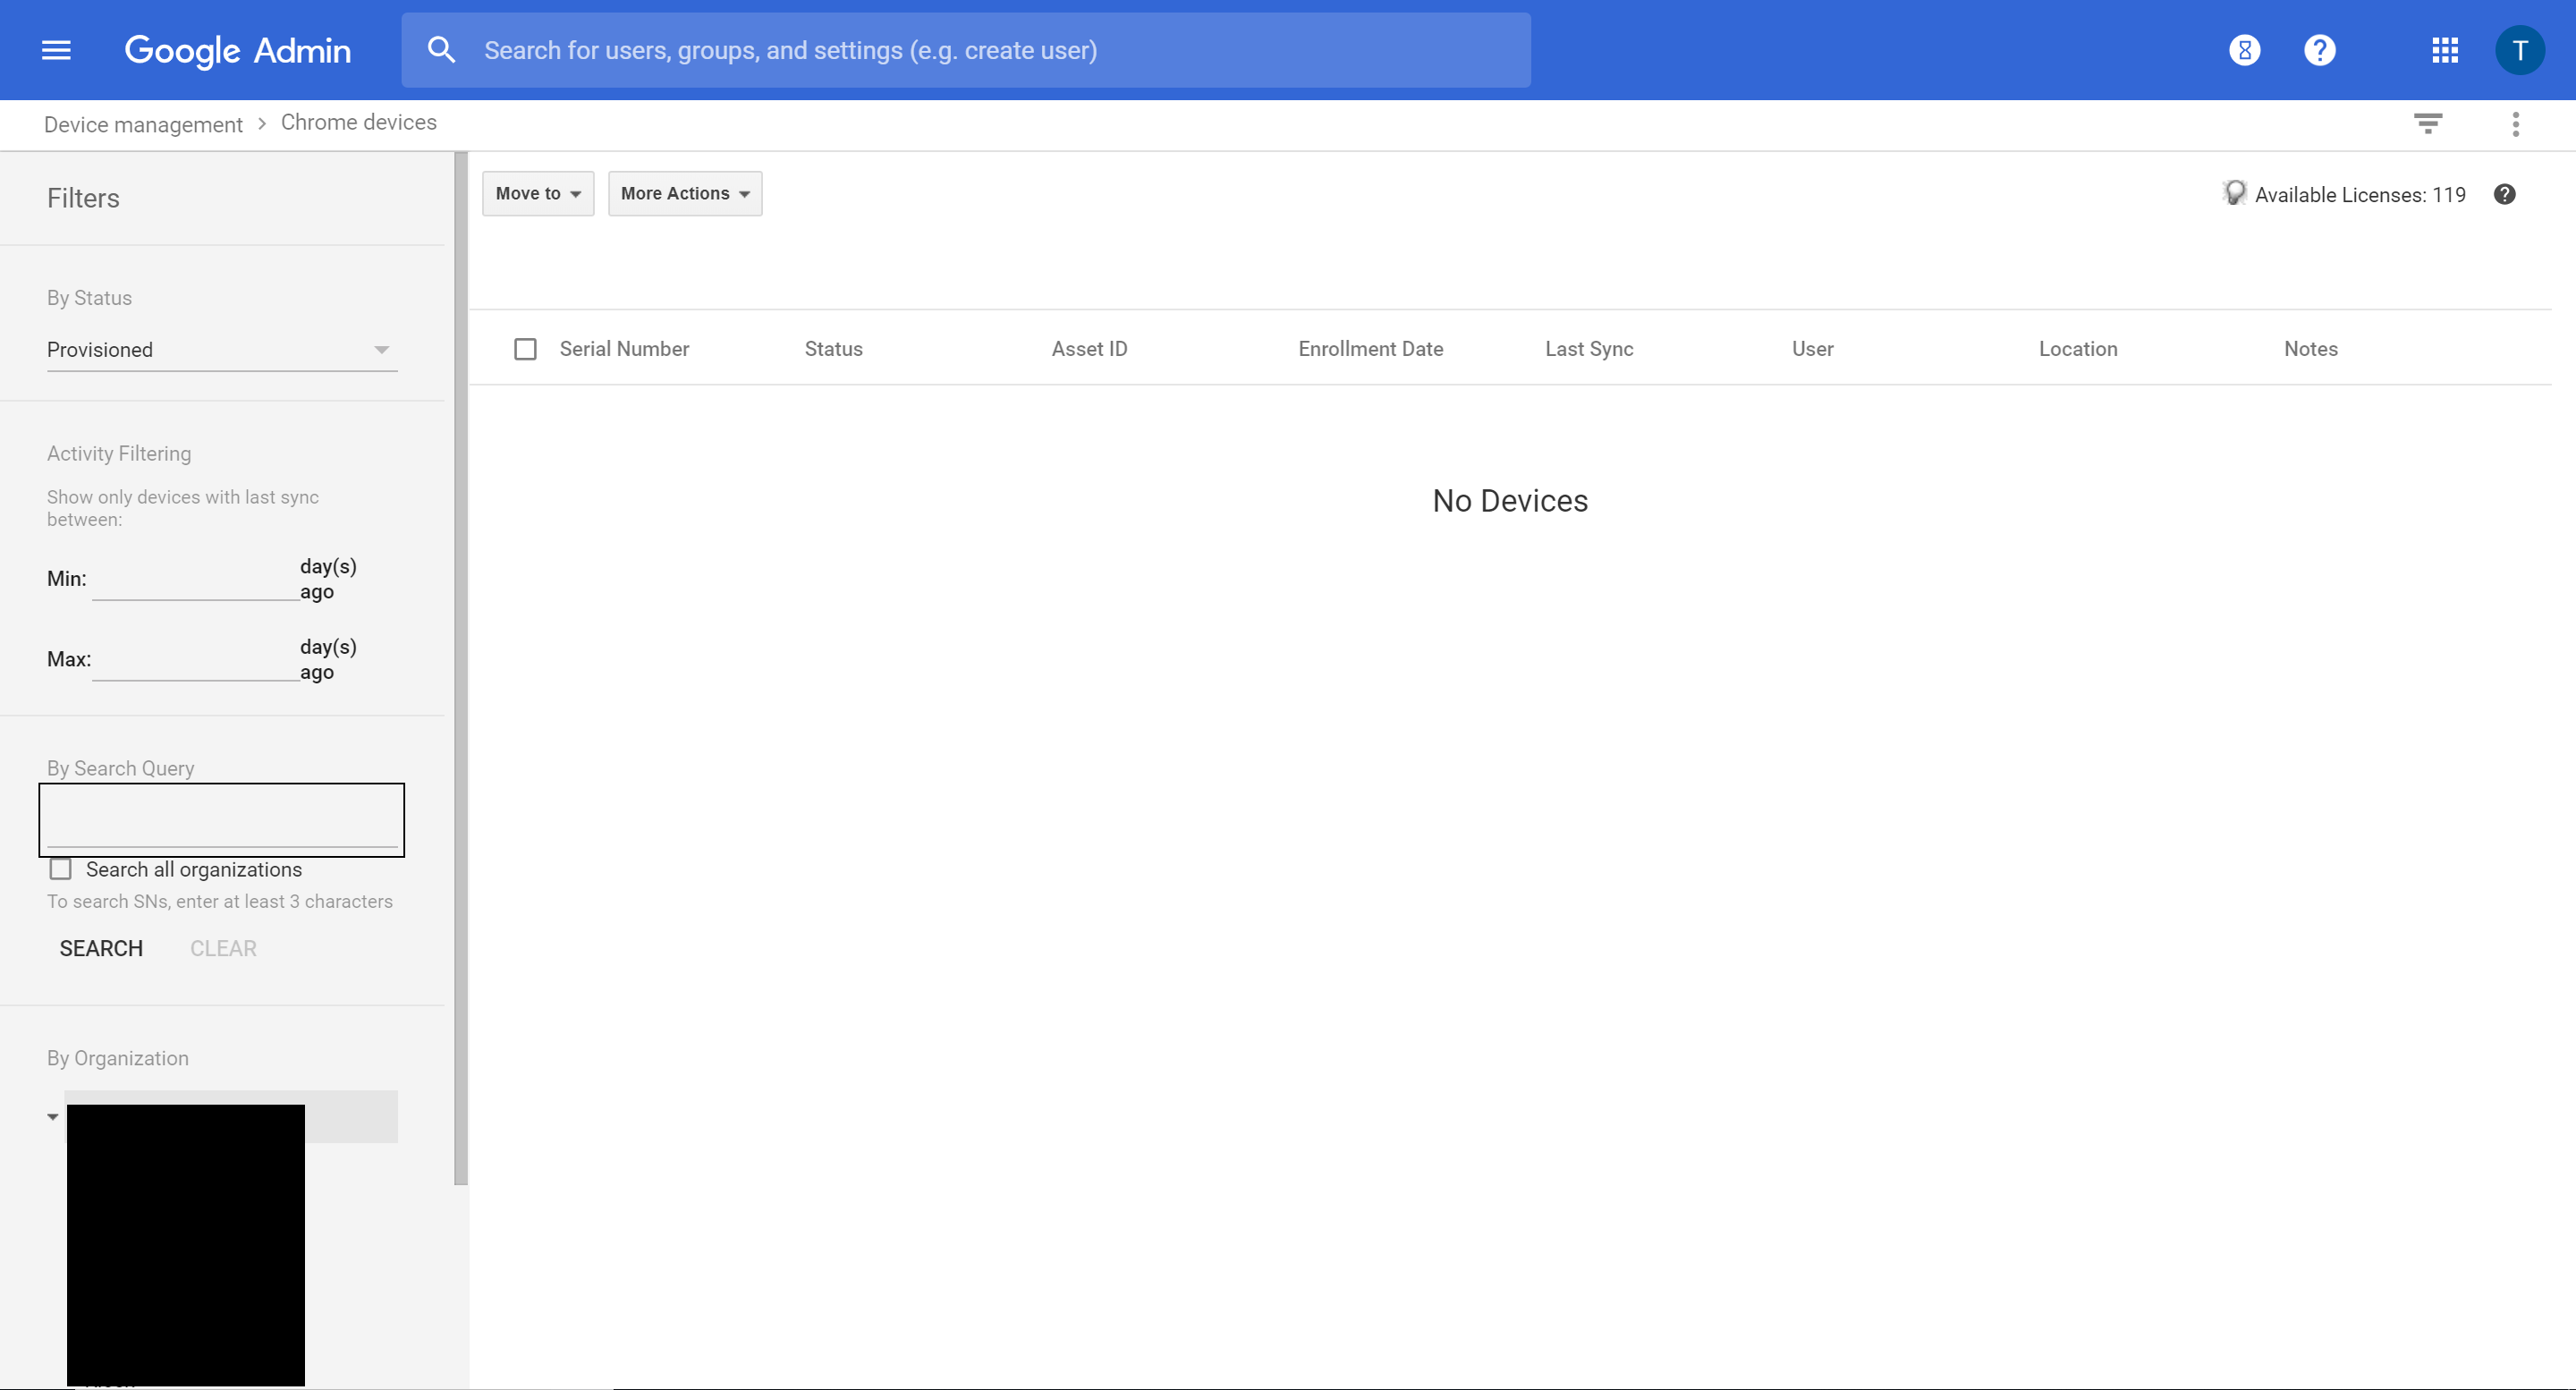 Google Admin
Search for users, groups, and settings (e.g. create user)
T
Device management > Chrome devices
Filters
Move to
More Actions
Available Licenses: 119
By Status
Provisioned
Serial Number
Status
Asset ID
Enrollment Date
Last Sync
User
Location
Notes
No Devices
Activity Filtering
Show only devices with last sync
between:
Min:
day(s)
ago
Max:
day(s)
ago
By Search Query
Search all organizations
To search SNs, enter at least 3 characters
SEARCH
CLEAR
By Organization